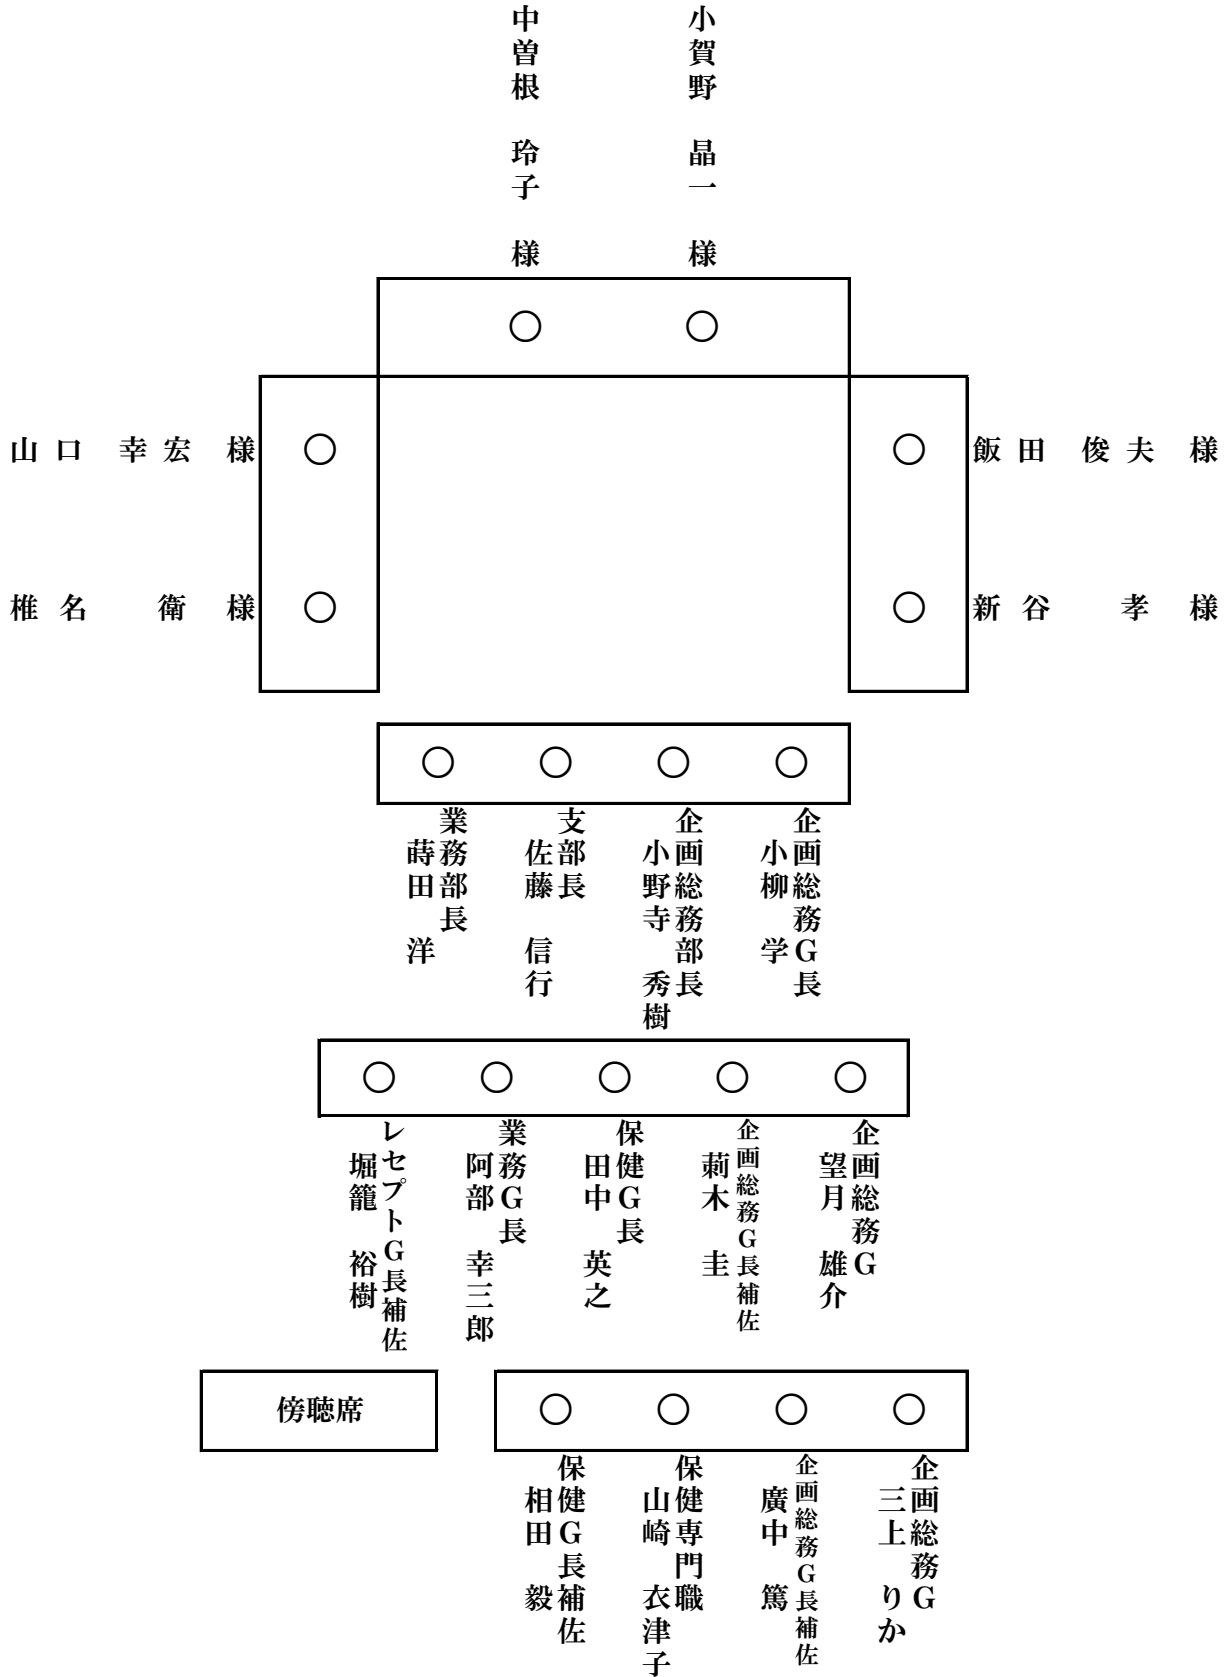 小賀野 晶一 様
中曽根 玲子 様
山口 幸宏 様
飯田 俊夫 様
椎名 衛 様
新谷 孝 様
企画総務G長
小柳 学
企画総務部長
小野寺 秀樹
支部長
佐藤 信行
業務部長
蒔田 洋
企画総務G
望月 雄介
企画総務G長補佐
莿木 圭
保健G長
田中 英之
業務G長
阿部 幸三郎
レセプトG長補佐
堀籠 裕樹
傍聴席
企画総務G
三上 りか
企画総務G長補佐
廣中 篤
保健専門職
山崎 衣津子
保健G長補佐
相田 毅